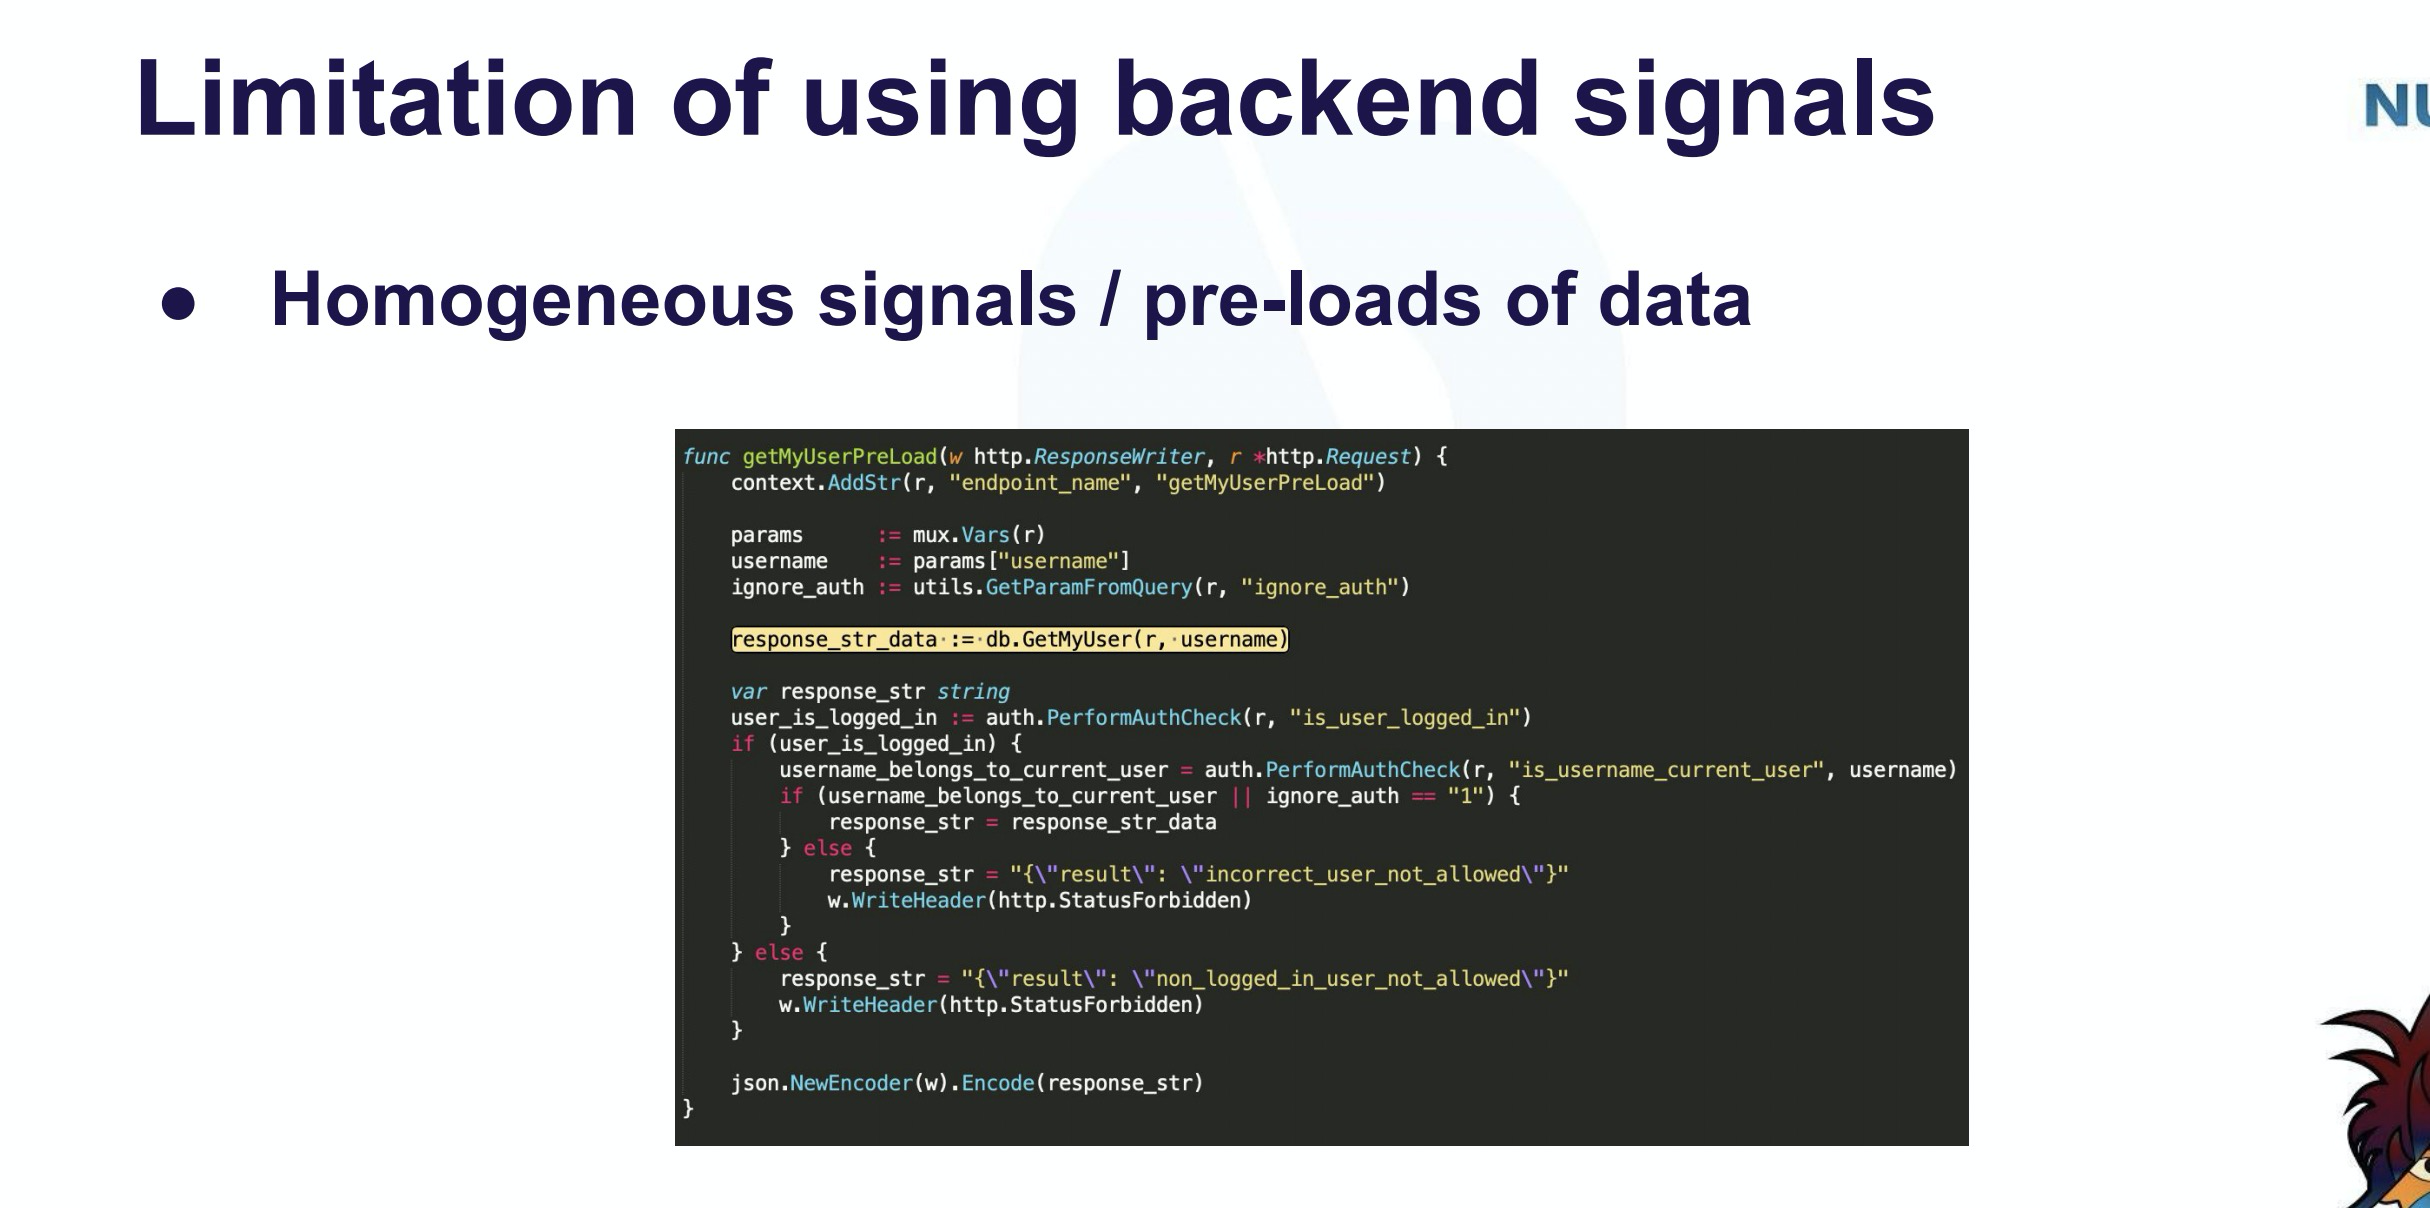 Limitation of using backend signals
NU
● Homogeneous signals / pre-loads of data
func getMyUserPreLoad(w http.ResponseWriter, r *http.Request) {
    context.AddStr(r, "endpoint_name", "getMyUserPreLoad")
    params      := mux.Vars(r)
    username    := params["username"]
    ignore_auth := utils.GetParamFromQuery(r, "ignore_auth")
    response_str_data·:=·db.GetMyUser(r,·username)
    var response_str string
    user_is_logged_in := auth.PerformAuthCheck(r, "is_user_logged_in")
    if (user_is_logged_in) {
        username_belongs_to_current_user = auth.PerformAuthCheck(r, "is_username_current_user", username)
        if (username_belongs_to_current_user || ignore_auth == "1") {
            response_str = response_str_data
        } else {
            response_str = "{\"result\": \"incorrect_user_not_allowed\"}"
            w.WriteHeader(http.StatusForbidden)
        }
    } else {
        response_str = "{\"result\": \"non_logged_in_user_not_allowed\"}"
        w.WriteHeader(http.StatusForbidden)
    }
    json.NewEncoder(w).Encode(response_str)
}